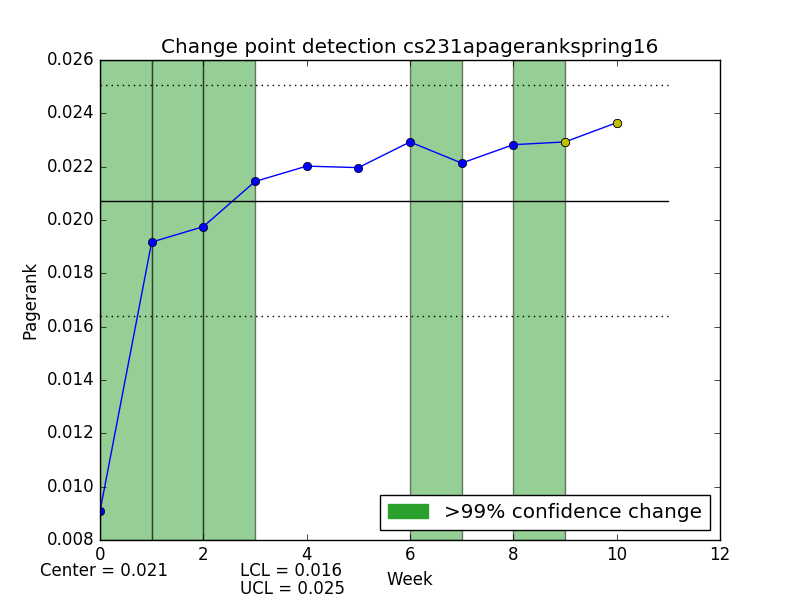 Change point detection cs231apagerankspring16
0.026
0.024
0.022
0.020
0.018
0.016
0.014
0.012
0.010
0.008
Pagerank
>99% confidence change
0 2 4 6 8 10 12
Center = 0.021 LCL = 0.016
UCL = 0.025
Week